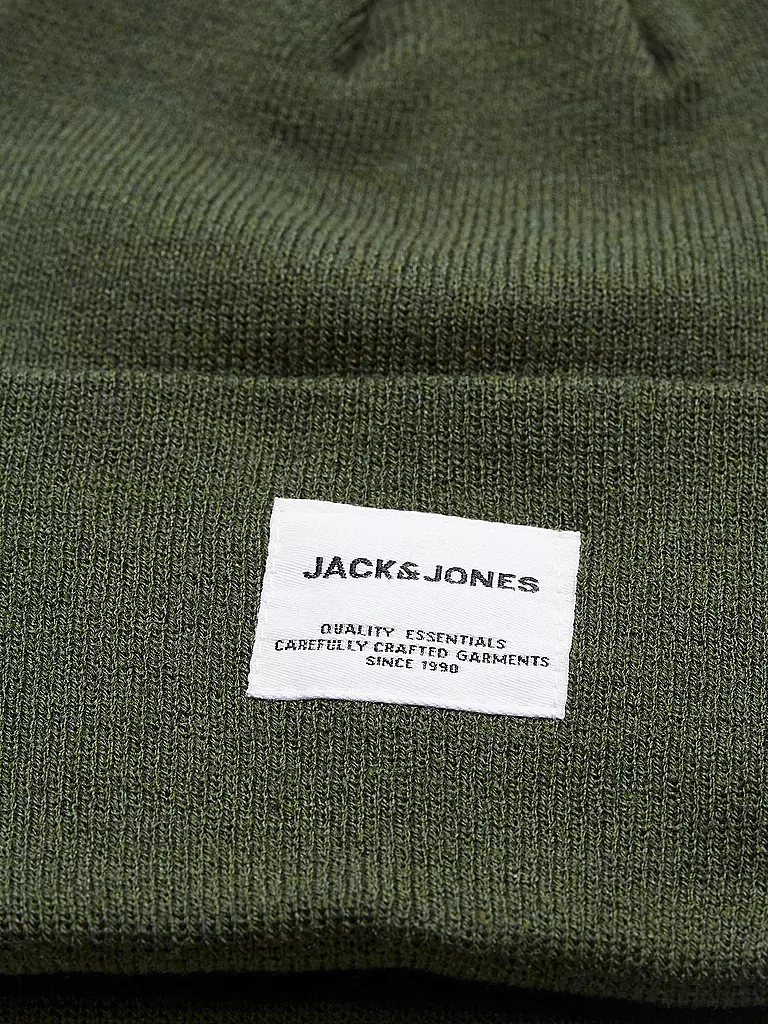 JACK&JONES
QUALITY ESSENTIALS
CAREFULLY CRAFTED GARMENTS
SINCE 1990